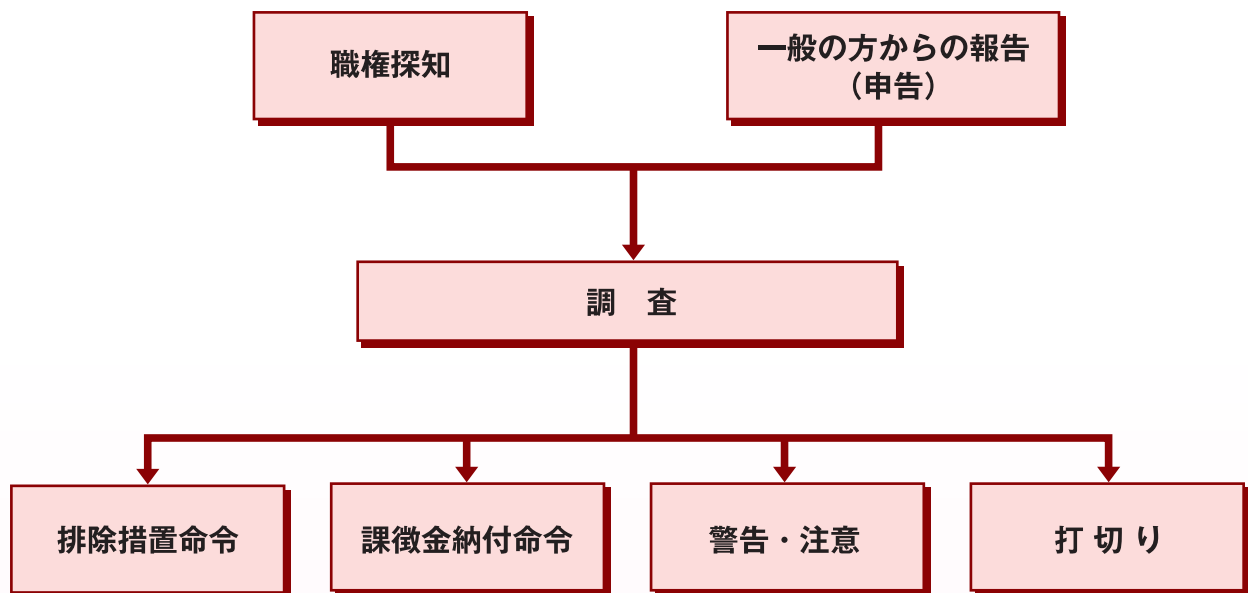 職権探知
一般の方からの報告
（申告）
調　査
排除措置命令
課徴金納付命令
警告・注意
打 切 り